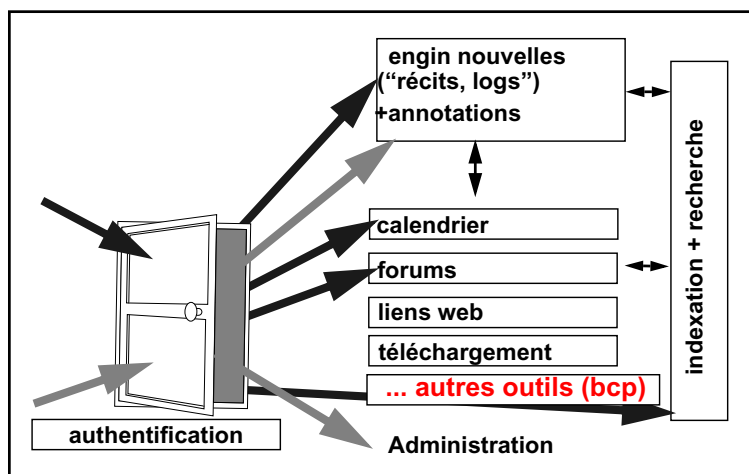 engin nouvelles
(“récits, logs”)
+annotations
calendrier
forums
liens web
téléchargement
... autres outils (bcp)
indexation + recherche
authentification
Administration